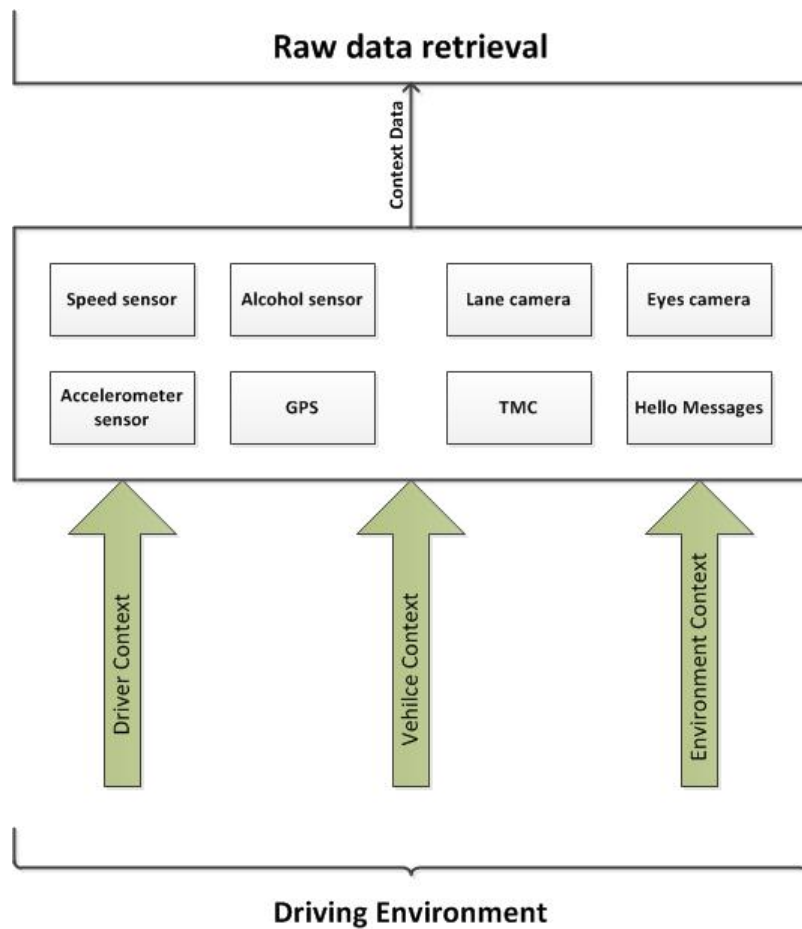 Raw data retrieval
Context Data
Speed sensor
Alcohol sensor
Lane camera
Eyes camera
Accelerometer
sensor
GPS
TMC
Hello Messages
Driver Context
Vehilce Context
Environment Context
Driving Environment